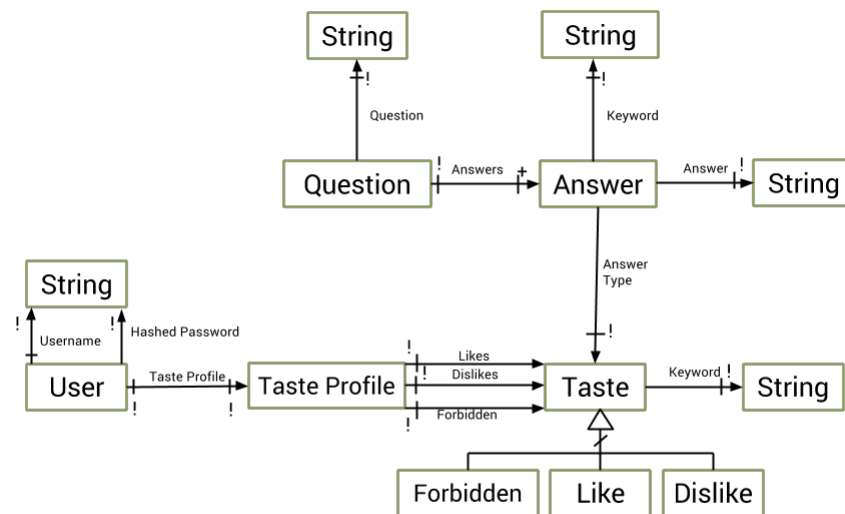 String
String
!
!
Question
Keyword
!
Answers
+
Answer
!
Question
Answer
String
Answer
Type
String
!
!
!
Username
Hashed Password
!
Likes
!
Dislikes
Keyword
!
User
Taste Profile
Taste Profile
Taste
String
!
!
!
Forbidden
Forbidden
Like
Dislike